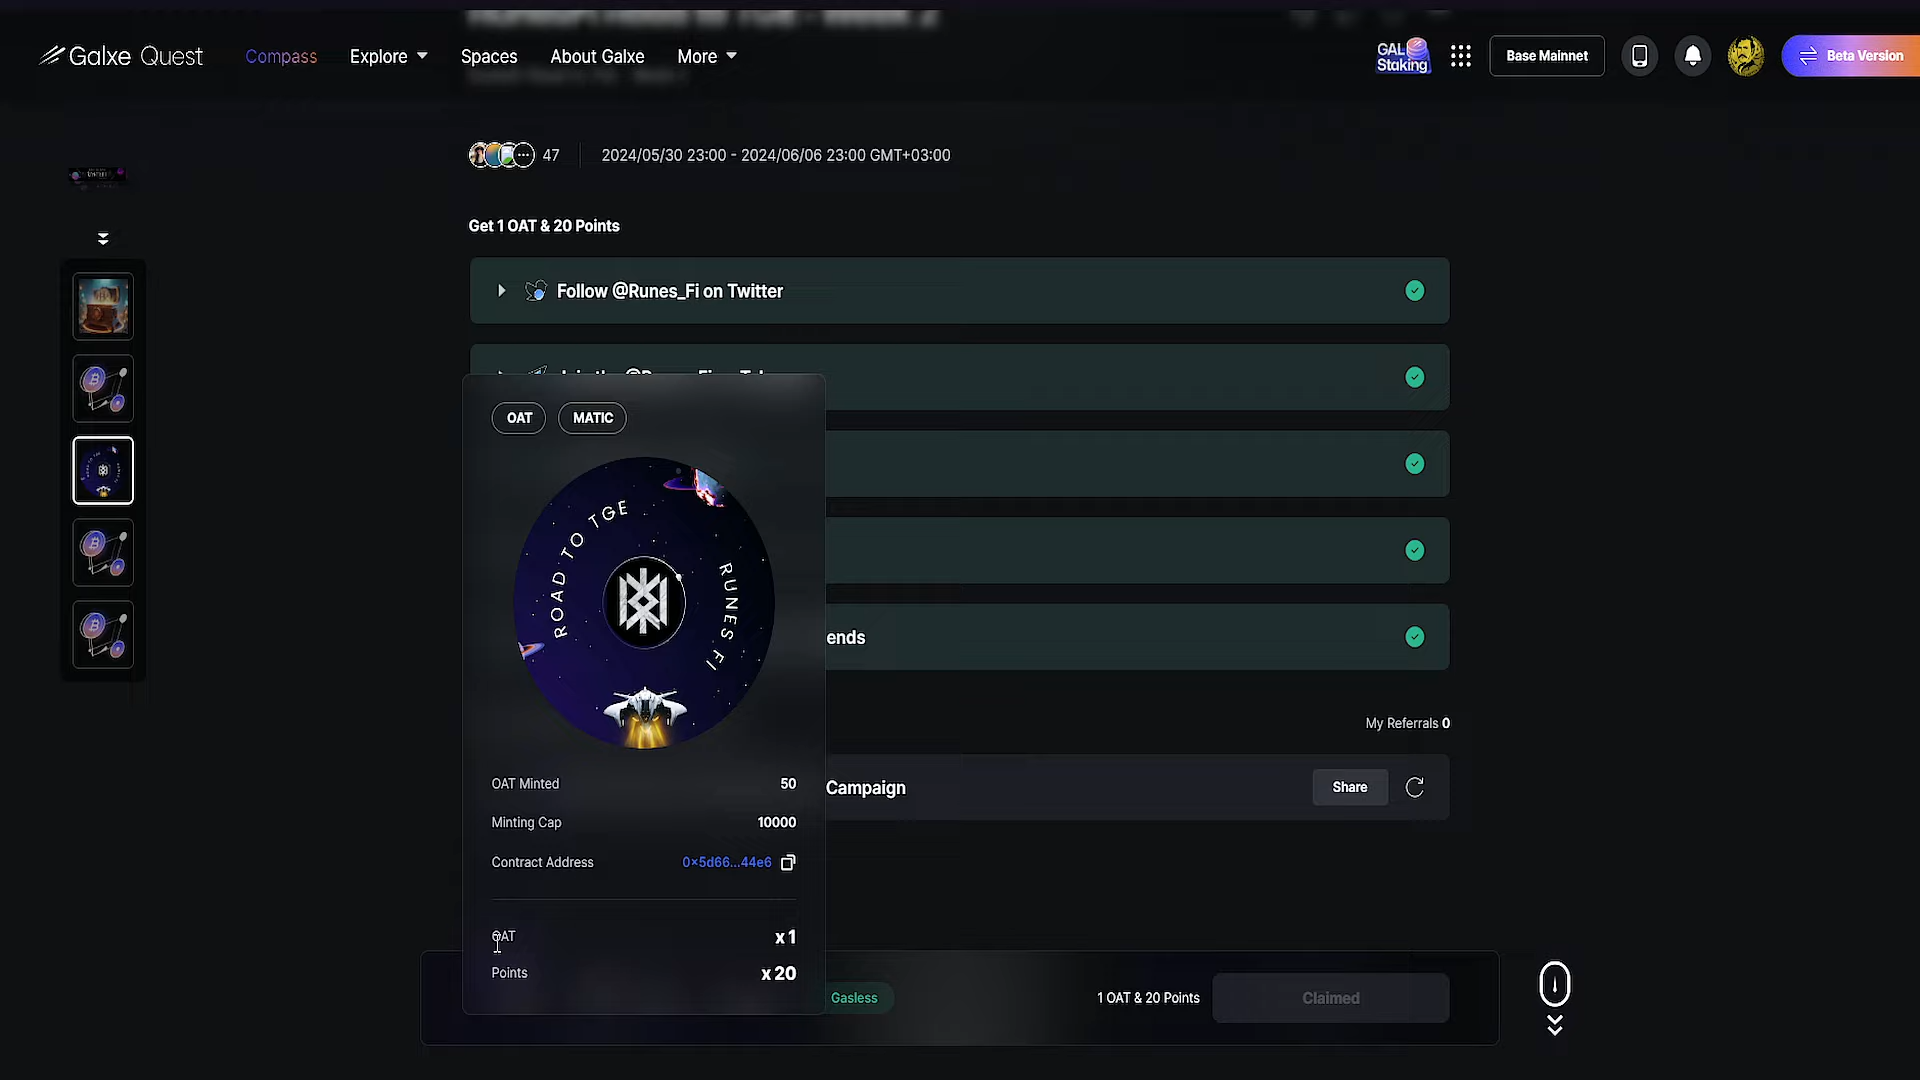 Galxe Quest
Compass
Explore
Spaces
About Galxe
More
GAL
Staking
Base Mainnet
Beta Version
47
2024/05/30 23:00 - 2024/06/06 23:00 GMT+03:00
Get 1 OAT & 20 Points
Follow @Runes_Fi on Twitter
OAT
MATIC
ROAD TO TGE
RUNES FI
ends
My Referrals 0
OAT Minted 50
Campaign
Share
Minting Cap 10000
Contract Address 0x5d66...44e6
OAT x1
Points x20
Gasless
1 OAT & 20 Points
Claimed